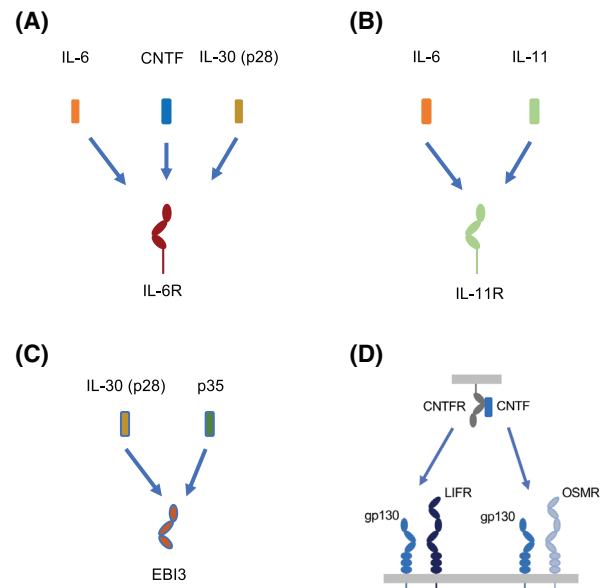 (A)
IL-6 CNTF IL-30 (p28)
IL-6R
(B)
IL-6 IL-11
IL-11R
(C)
IL-30 (p28) p35
EBI3
(D)
CNTFR CNTF
LIFR OSMR
gp130 gp130